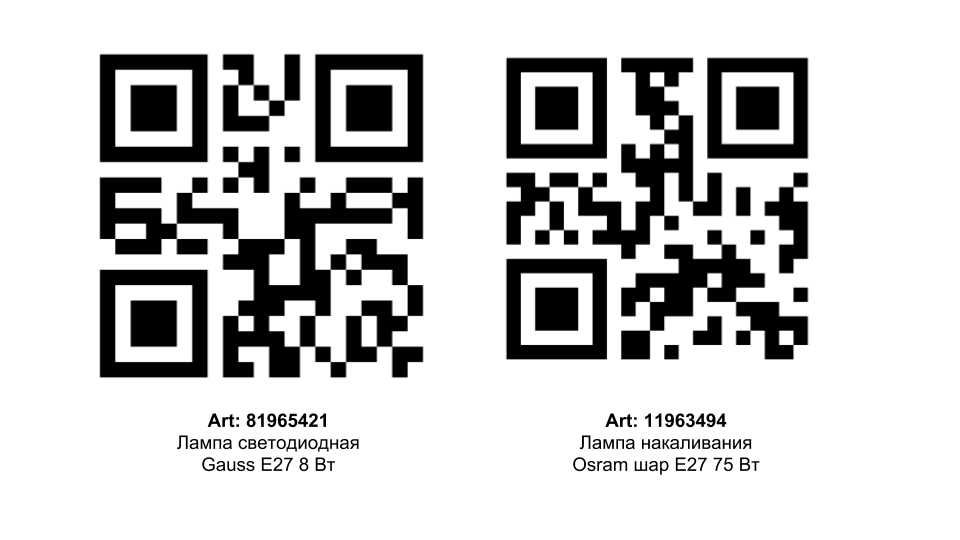 Art: 81965421
Лампа светодиодная
Gauss E27 8 Вт
Art: 11963494
Лампа накаливания
Osram шар E27 75 Вт